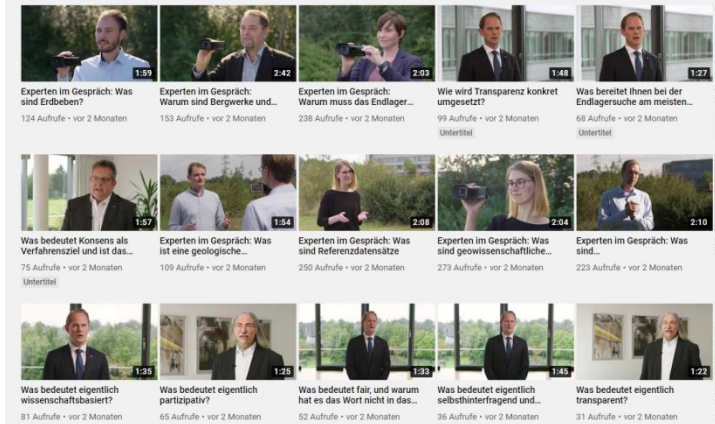 1:59
2:42
2:03
1:48
1:27
Experten im Gespräch: Was
sind Erdbeben?
124 Aufrufe • vor 2 Monaten
Experten im Gespräch:
Warum sind Bergwerke und...
153 Aufrufe • vor 2 Monaten
Experten im Gespräch:
Warum muss das Endlager...
238 Aufrufe • vor 2 Monaten
Wie wird Transparenz konkret
umgesetzt?
99 Aufrufe • vor 2 Monaten
Untertitel
Was bereitet Ihnen bei der
Endlagersuche am meisten...
68 Aufrufe • vor 2 Monaten
Untertitel
1:57
1:54
2:08
2:04
2:10
Was bedeutet Konsens als
Verfahrensziel und ist das...
75 Aufrufe • vor 2 Monaten
Untertitel
Experten im Gespräch: Was
ist eine geologische...
109 Aufrufe • vor 2 Monaten
Experten im Gespräch: Was
sind Referenzdatensätze
250 Aufrufe • vor 2 Monaten
Experten im Gespräch: Was
sind geowissenschaftliche...
273 Aufrufe • vor 2 Monaten
Experten im Gespräch: Was
sind...
223 Aufrufe • vor 2 Monaten
1:35
1:25
1:33
1:45
1:22
Was bedeutet eigentlich
wissenschaftsbasiert?
81 Aufrufe • vor 2 Monaten
Was bedeutet eigentlich
partizipativ?
65 Aufrufe • vor 2 Monaten
Was bedeutet fair, und warum
hat es das Wort nicht in das...
52 Aufrufe • vor 2 Monaten
Was bedeutet eigentlich
selbsthinterfragend und...
36 Aufrufe • vor 2 Monaten
Was bedeutet eigentlich
transparent?
31 Aufrufe • vor 2 Monaten